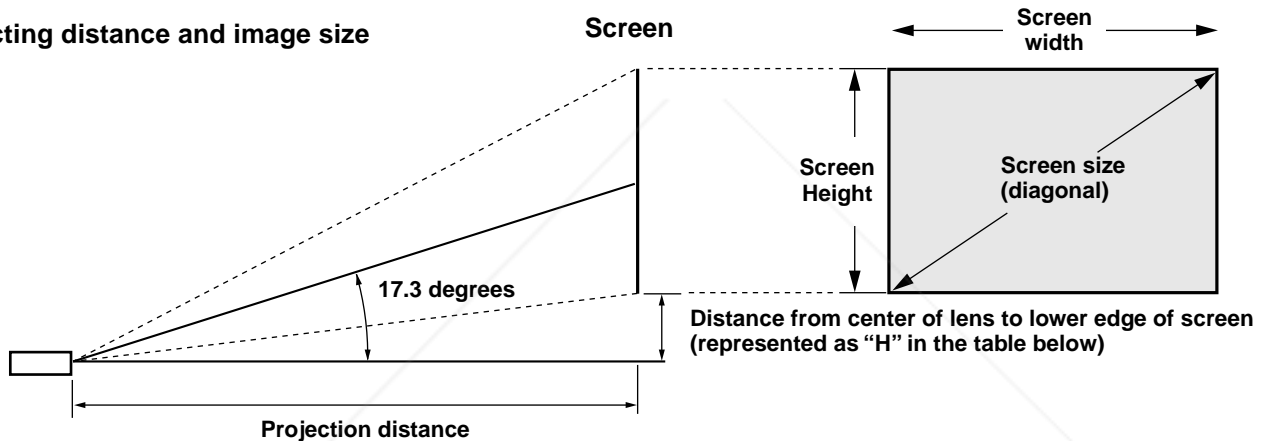 cting distance and image size
Screen
Screen
width
Screen
Height
Screen size
(diagonal)
17.3 degrees
Distance from center of lens to lower edge of screen
(represented as “H” in the table below)
Projection distance